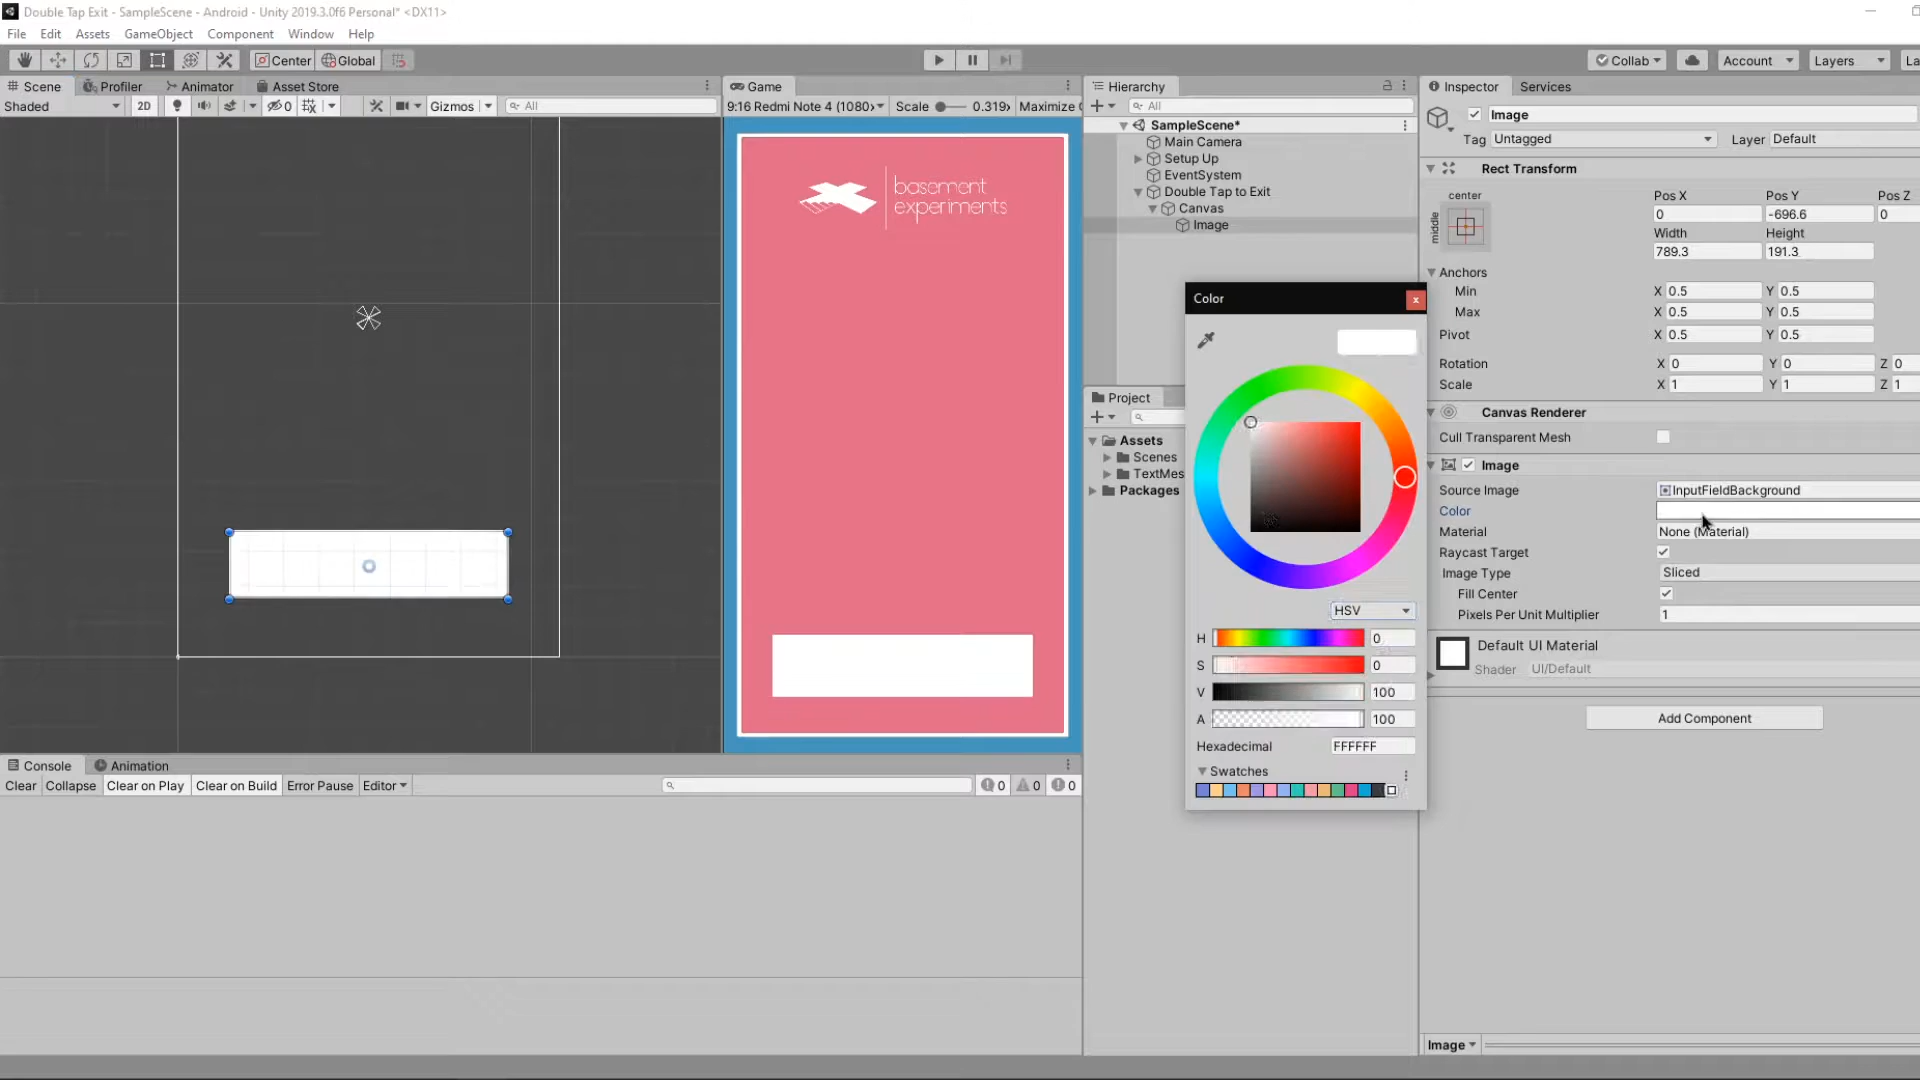 Double Tap Exit - SampleScene - Android - Unity 2019.3.0f6 Personal* <DX11>
File Edit Assets GameObject Component Window Help
Center Global Collab Account Layers La
Scene Profiler Animator Asset Store Game Hierarchy Inspector Services
Shaded 2D 0 Gizmos All 9:16 Redmi Note 4 (1080x Scale 0.319x Maximize All
SampleScene*
Main Camera
Setup Up
EventSystem
Double Tap to Exit
Canvas
Image
basement
experiments
Project
Assets
Scenes
TextMes
Packages
Color
HSV
H 0
S 0
V 100
A 100
Hexadecimal FFFFFF
Swatches
Image
Tag Untagged Layer Default
Rect Transform
center
middle
Pos X Pos Y Pos Z
0 -696.6 0
Width Height
789.3 191.3
Anchors
Min X 0.5 Y 0.5
Max X 0.5 Y 0.5
Pivot X 0.5 Y 0.5
Rotation X 0 Y 0 Z 0
Scale X 1 Y 1 Z 1
Canvas Renderer
Cull Transparent Mesh
Image
Source Image InputFieldBackground
Color
Material None (Material)
Raycast Target
Image Type Sliced
Fill Center
Pixels Per Unit Multiplier 1
Default UI Material
Shader UI/Default
Add Component
Console Animation
Clear Collapse Clear on Play Clear on Build Error Pause Editor 0 0 0
Image